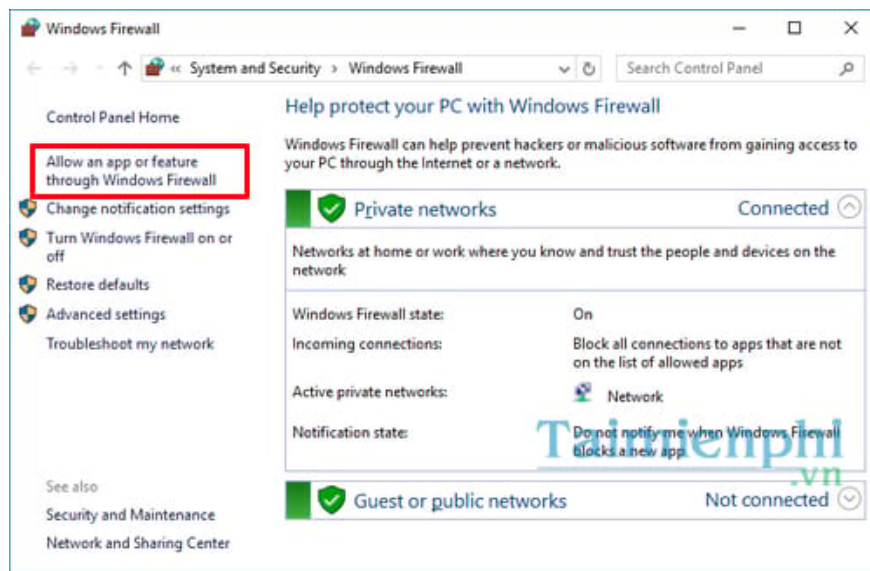 Windows Firewall
« System and Security › Windows Firewall
Search Control Panel
Control Panel Home
Allow an app or feature
through Windows Firewall
Change notification settings
Turn Windows Firewall on or
off
Restore defaults
Advanced settings
Troubleshoot my network
See also
Security and Maintenance
Network and Sharing Center
Help protect your PC with Windows Firewall
Windows Firewall can help prevent hackers or malicious software from gaining access to
your PC through the Internet or a network.
Private networks Connected
Networks at home or work where you know and trust the people and devices on the
network
Windows Firewall state: On
Incoming connections: Block all connections to apps that are not
on the list of allowed apps
Active private networks: Network
Notification state: Do not notify me when Windows Firewall
blocks a new app
Taimienphi
.vn
Guest or public networks Not connected